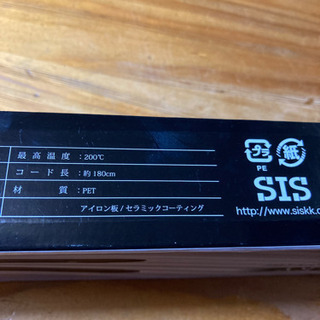 最高温度：200℃
コード長：約180cm
材質：PET
アイロン板/セラミックコーティング
プラ
PE
紙
SIS
http://www.siskk.c